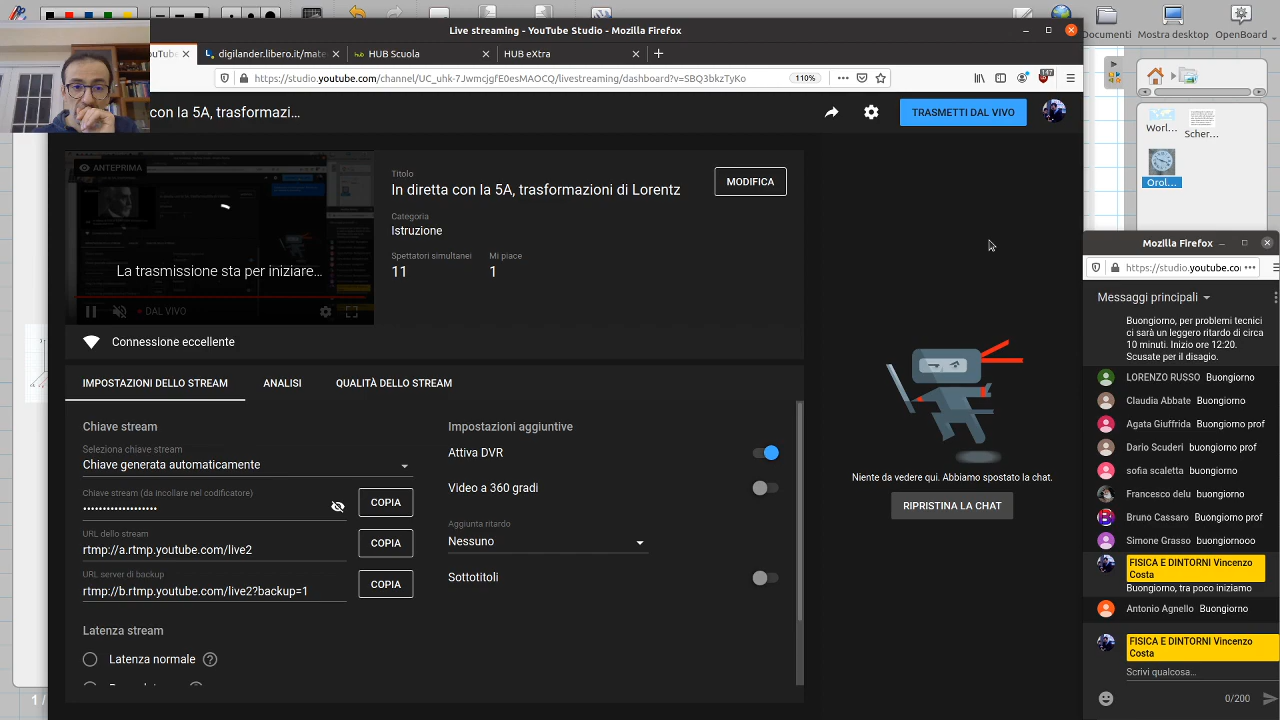 Live streaming - YouTube Studio - Mozilla Firefox
Documenti
Mostra desktop
OpenBoard
digilander.libero.it/mate
HUB Scuola
HUB eXtra
https://studio.youtube.com/channel/UC_uhk-7JwmcjgfE0esMAOCQ/livestreaming/dashboard?v=SBQ3bkzTyKo
110%
con la 5A, trasformazi...
TRASMETTI DAL VIVO
ANTEPRIMA
La trasmissione sta per iniziare...
DAL VIVO
Titolo
In diretta con la 5A, trasformazioni di Lorentz
MODIFICA
Categoria
Istruzione
Spettatori simultanei
Mi piace
11
1
Connessione eccellente
IMPOSTAZIONI DELLO STREAM
ANALISI
QUALITÀ DELLO STREAM
Chiave stream
Seleziona chiave stream
Chiave generata automaticamente
Chiave stream (da incollare nel codificatore)
••••••••••••••••••••
COPIA
URL dello stream
rtmp://a.rtmp.youtube.com/live2
COPIA
URL server di backup
rtmp://b.rtmp.youtube.com/live2?backup=1
COPIA
Latenza stream
Latenza normale
Impostazioni aggiuntive
Attiva DVR
Video a 360 gradi
Aggiunta ritardo
Nessuno
Sottotitoli
Niente da vedere qui. Abbiamo spostato la chat.
RIPRISTINA LA CHAT
Worl...
Scher...
Orol...
Mozilla Firefox
https://studio.youtube.co
Messaggi principali
Buongiorno, per problemi tecnici
ci sarà un leggero ritardo di circa
10 minuti. Inizio ore 12:20.
Scusate per il disagio.
LORENZO RUSSO Buongiorno
Claudia Abbate Buongiorno
Agata Giuffrida Buongiorno prof
Dario Scuderi buongiorno prof
sofia scaletta buongiorno
Francesco delu buongiorno
Bruno Cassaro Buongiorno prof
Simone Grasso buongiornooo
FISICA E DINTORNI Vincenzo
Costa
Buongiorno, tra poco iniziamo
Antonio Agnello Buongiorno
FISICA E DINTORNI Vincenzo
Costa
Scrivi qualcosa...
0/200